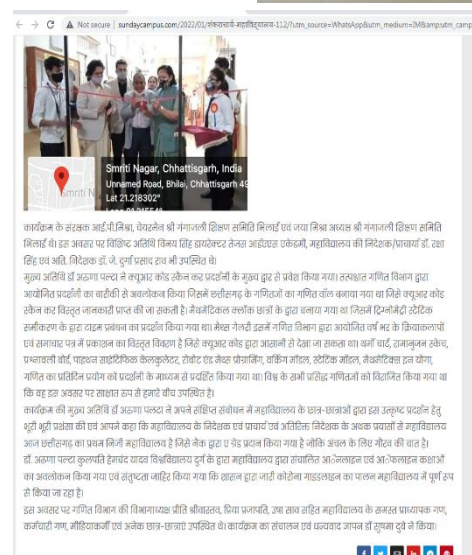 Not secure | sundaycampus.com/2022/01/शंकराचार्य-महाविद्यालय-112/?utm_source=WhatsApp&utm_medium=IM&amp;utm_camp
Smriti N
Smriti Nagar, Chhattisgarh, India
Unnamed Road, Bhilai, Chhattisgarh 49
Lat 21.218302°
कार्यक्रम के संरक्षक आई.पी.मिश्रा, चेयरमेन श्री गंगाजली शिक्षण समिति भिलाई एवं जया मिश्रा अध्यक्ष श्री गंगाजली शिक्षण समिति
भिलाई थे। इस अवसर पर विशिष्ट अतिथि विनय सिंह डायरेक्टर तेजस आईएएस एकेडमी, महाविद्यालय की निदेशक/प्राचार्या डॉ. रक्षा
सिंह एवं अति. निदेशक डॉ. जे. दुर्गा प्रसाद राव भी उपस्थित थे।
मुख्य अतिथि डॉ अरुणा पल्टा ने क्यूआर कोड स्कैन कर प्रदर्शनी के मुख्य द्वार से प्रवेश किया गया। तत्पश्चात गणित विभाग द्वारा
आयोजित प्रदर्शनी का बारीकी से अवलोकन किया जिसमें छत्तीसगढ़ के गणितज्ञों का गणित वॉल बनाया गया था जिसे क्यूआर कोड
स्कैन कर विस्तृत जानकारी प्राप्त की जा सकती है। मैथमेटिकल क्लॉक छात्रों के द्वारा बनाया गया था जिसमें ट्रिग्नोमेट्री स्टैटिक
समीकरण के द्वारा टाइम प्रबंधन का प्रदर्शन किया गया था। मेथ्स गैलरी इसमें गणित विभाग द्वारा आयोजित वर्ष भर के क्रियाकलापों
एवं समाचार पत्र में प्रकाशन का विस्तृत विवरण है जिसे क्यूआर कोड द्वारा आसानी से देखा जा सकता था। थर्मो चार्ट, रामानुजन स्केच,
प्रश्नावली बोर्ड, पाइथन साइंटिफिक कैलकुलेटर, रोबोट एंड मैथ्स प्रोग्रामिंग, वर्किंग मॉडल, स्टेटिक मॉडल, मैथमेटिक्स इन योगा,
गणित का प्रतिदिन प्रयोग को प्रदर्शनी के माध्यम से प्रदर्शित किया गया था। विश्व के सभी प्रसिद्ध गणितज्ञों को विराजित किया गया था
कि वह इस अवसर पर साक्षात रूप से हमारे बीच उपस्थित है।
कार्यक्रम की मुख्य अतिथि डॉ अरुणा पलटा ने अपने संक्षिप्त संबोधन में महाविद्यालय के छात्र-छात्राओं द्वारा इस उत्कृष्ट प्रदर्शन हेतु
भूरी भूरी प्रशंसा की एवं आपने कहा कि महाविद्यालय के निदेशक एवं प्राचार्य एवं अतिरिक्त निदेशक के अथक प्रयासों से महाविद्यालय
आज छत्तीसगढ़ का प्रथम निजी महाविद्यालय है जिसे नैक द्वारा ए ग्रेड प्रदान किया गया है जोकि अंचल के लिए गौरव की बात है।
डॉ. अरुणा पल्टा कुलपति हेमचंद यादव विश्वविद्यालय दुर्ग के द्वारा महाविद्यालय द्वारा संचालित आॅनलाइन एवं आॅफलाइन कक्षाओं
का अवलोकन किया गया एवं संतुष्टता जाहिर किया गया कि शासन द्वारा जारी कोरोना गाइडलाइन का पालन महाविद्यालय में पूर्ण रूप
से किया जा रहा है।
इस अवसर पर गणित विभाग की विभागाध्यक्ष प्रीति श्रीवास्तव, प्रिया प्रजापति, उषा साव सहित महाविद्यालय के समस्त प्राध्यापक गण,
कर्मचारी गण, मीडियाकर्मी एवं अनेक छात्र-छात्राएं उपस्थित थे। कार्यक्रम का संचालन एवं धन्यवाद ज्ञापन डॉ सुषमा दुबे ने किया।